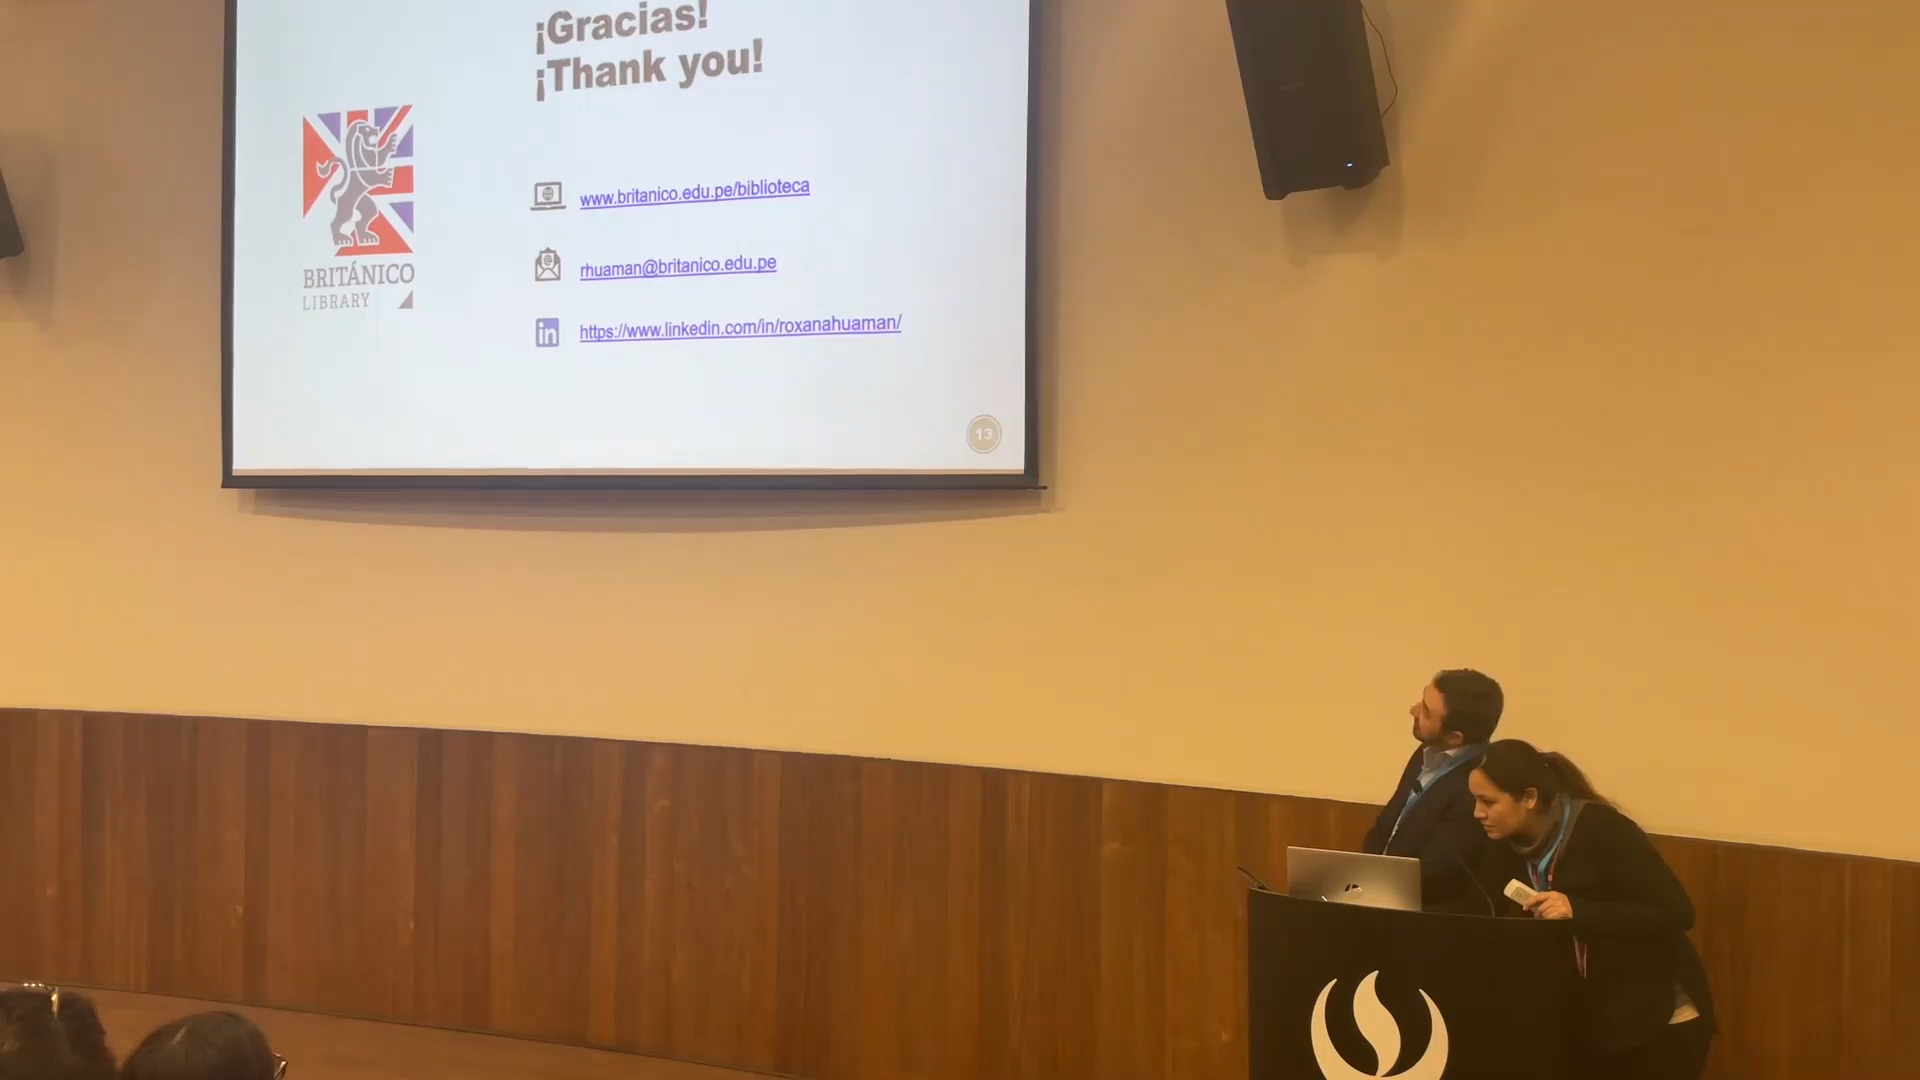 ¡Gracias!
¡Thank you!
BRITÁNICO
LIBRARY
www.britanico.edu.pe/biblioteca
rhuaman@britanico.edu.pe
in
https://www.linkedin.com/in/roxanahuaman/
13